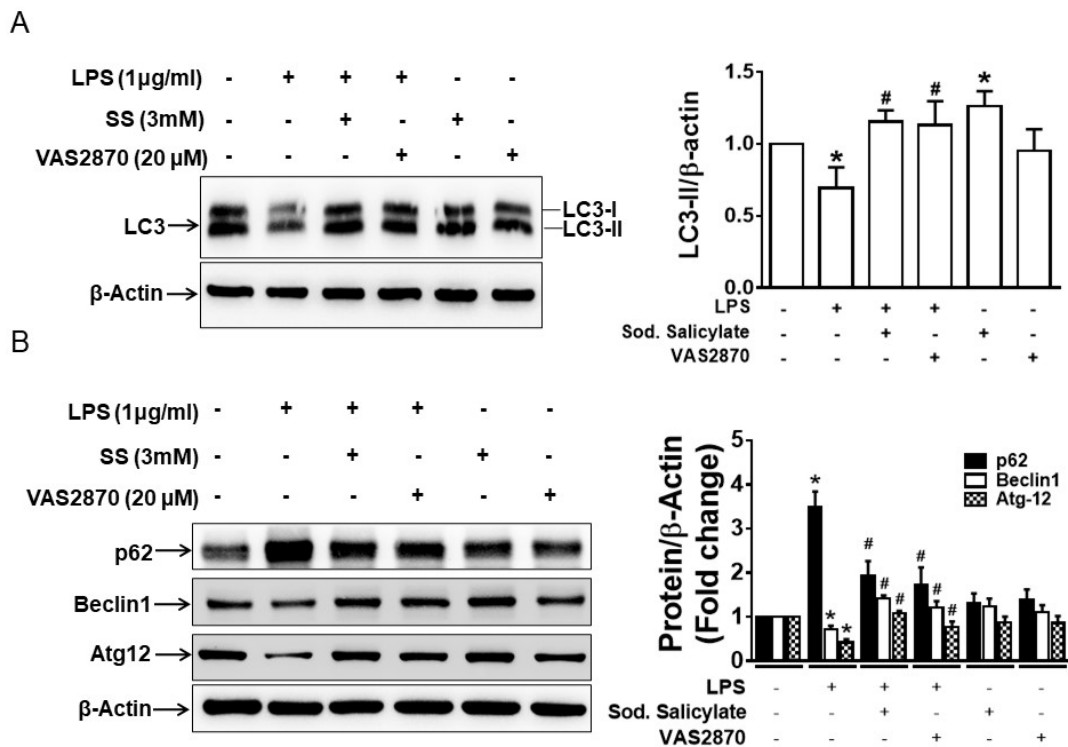 A
LPS (1µg/ml) - + + + - -
SS (3mM) - - + - + -
VAS2870 (20 µM) - - - + - +
LC3
LC3-I
LC3-II
β-Actin
LC3-II/β-actin
1.5
1.0
0.5
0.0
*
#
#
*
LPS - + + + - -
Sod. Salicylate - - + - + -
VAS2870 - - - + - +
B
LPS (1µg/ml) - + + + - -
SS (3mM) - - + - + -
VAS2870 (20 µM) - - - + - +
p62
Beclin1
Atg12
β-Actin
Protein/β-Actin
(Fold change)
5
4
3
2
1
0
p62
Beclin1
Atg-12
*
* *
# # #
# # #
LPS - + + + - -
Sod. Salicylate - - + - + -
VAS2870 - - - + - +